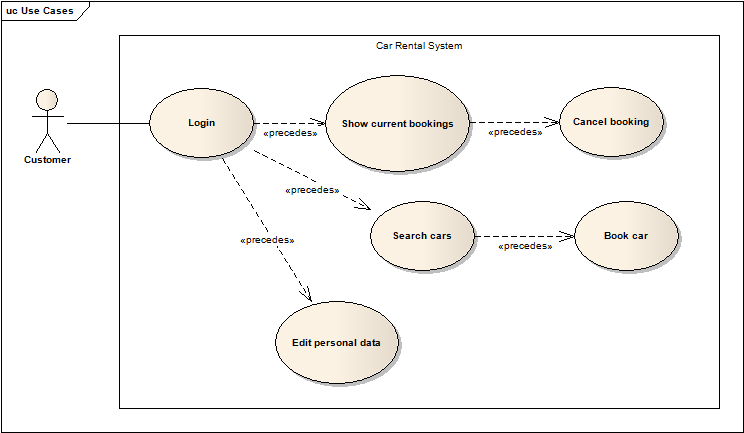 uc Use Cases
Car Rental System
Customer
Login
«precedes»
Show current bookings
«precedes»
Cancel booking
«precedes»
Search cars
«precedes»
Book car
«precedes»
Edit personal data